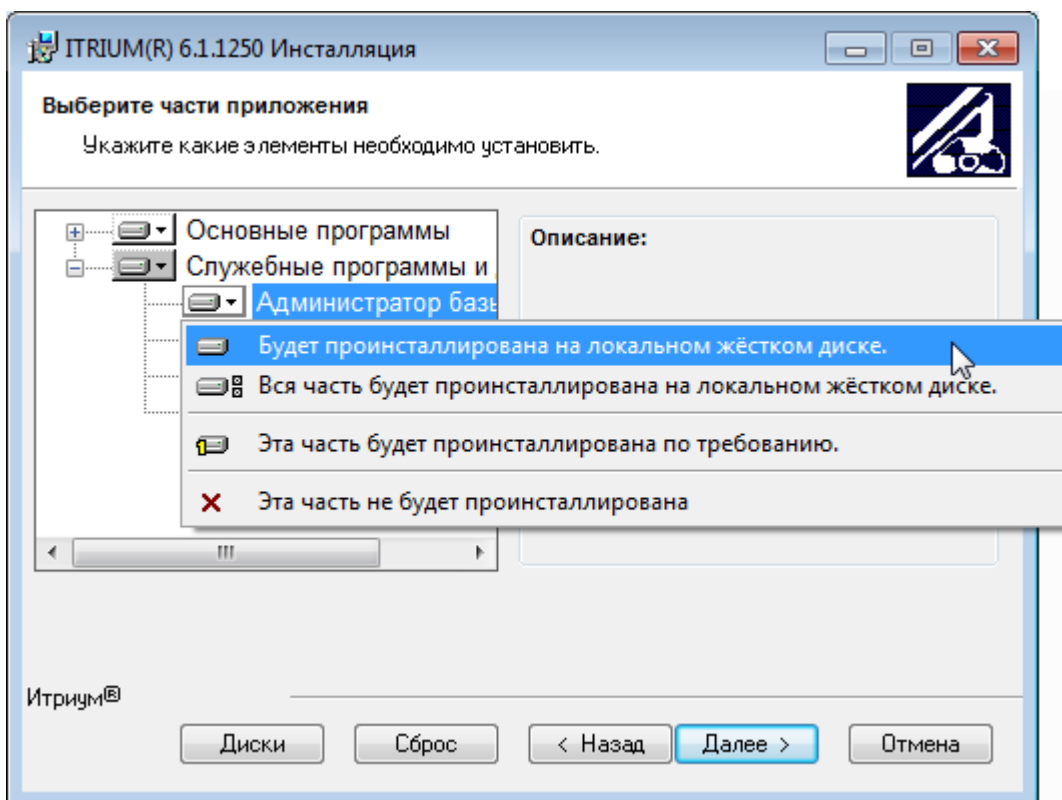 ITRIUM(R) 6.1.1250 Инсталляция
Выберите части приложения
Укажите какие элементы необходимо установить.
Основные программы
Служебные программы и
Администратор
Описание:
Будет проинсталлирована на локальном жёстком диске.
Вся часть будет проинсталлирована на локальном жёстком диске.
Эта часть будет проинсталлирована по требованию.
Эта часть не будет проинсталлирована
Итриум®
Диски
Сброс
< Назад
Далее >
Отмена